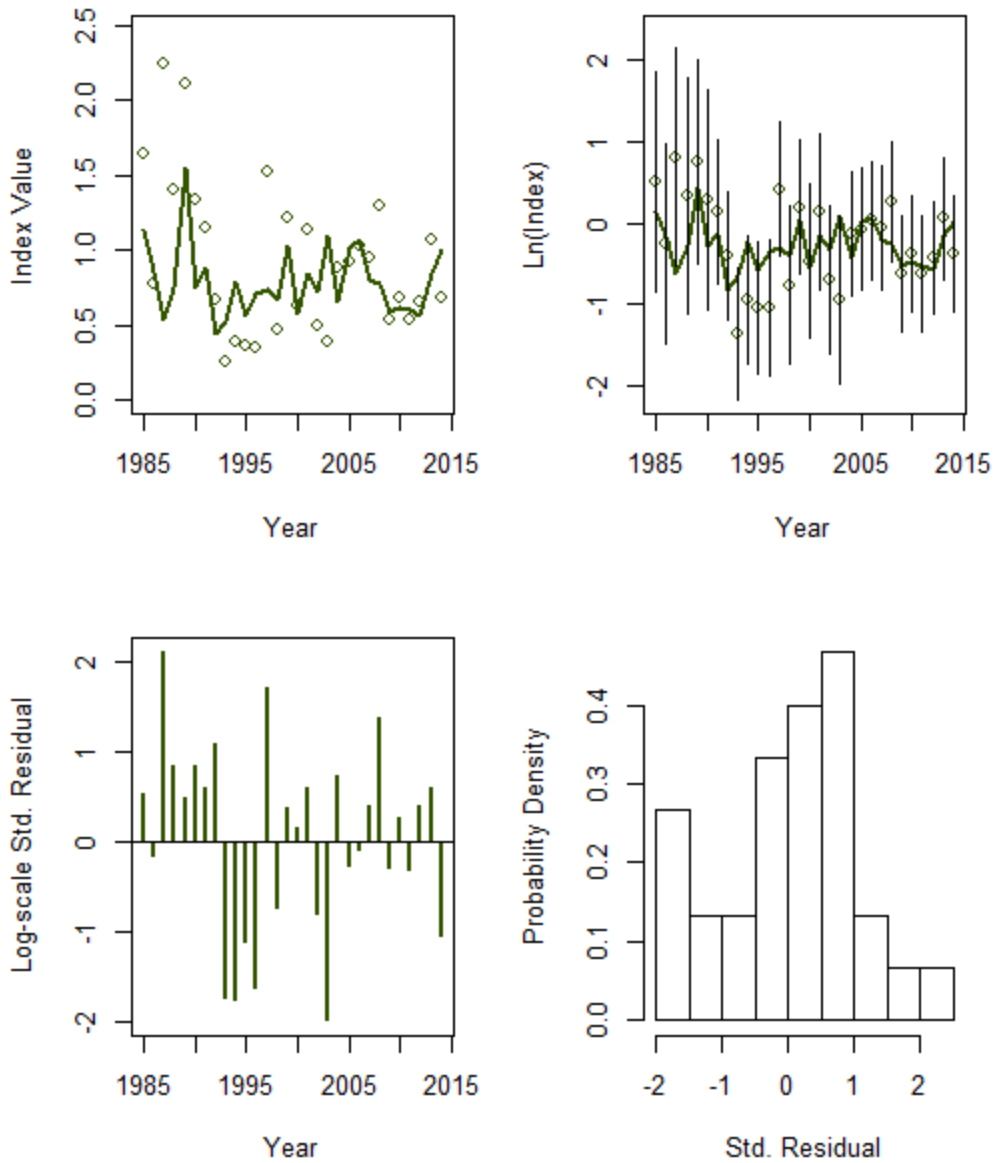 2.5
2.0
1.5
1.0
0.5
0.0
Index Value
1985 1995 2005 2015
Year
2
1
0
-1
-2
Ln(Index)
1985 1995 2005 2015
Year
2
1
0
-1
-2
Log-scale Std. Residual
1985 1995 2005 2015
Year
0.4
0.3
0.2
0.1
0.0
Probability Density
-2 -1 0 1 2
Std. Residual